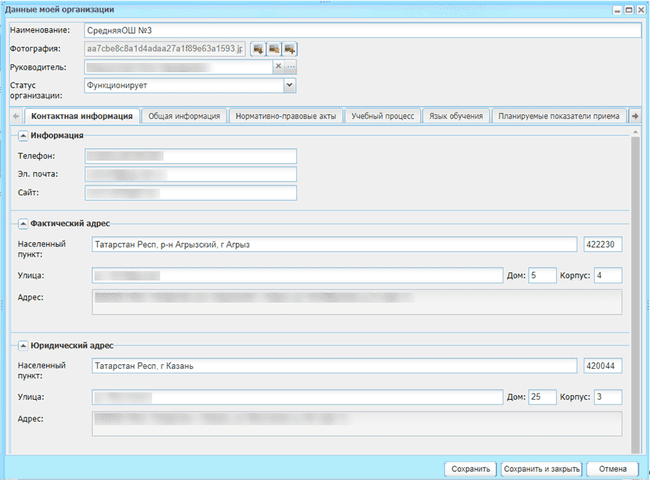 Данные моей организации
Наименование: СредняяОШ №3
Фотография: aa7cbe8c8a1d4adaa27a1f89e63a1593.jp
Руководитель:
Статус организации: Функционирует
Контактная информация Общая информация Нормативно-правовые акты Учебный процесс Язык обучения Планируемые показатели приема
Информация
Телефон:
Эл. почта:
Сайт:
Фактический адрес
Населенный пункт: Татарстан Респ, р-н Агрызский, г Агрыз 422230
Улица: Дом: 5 Корпус: 4
Адрес:
Юридический адрес
Населенный пункт: Татарстан Респ, г Казань 420044
Улица: Дом: 25 Корпус: 3
Адрес:
Сохранить Сохранить и закрыть Отмена